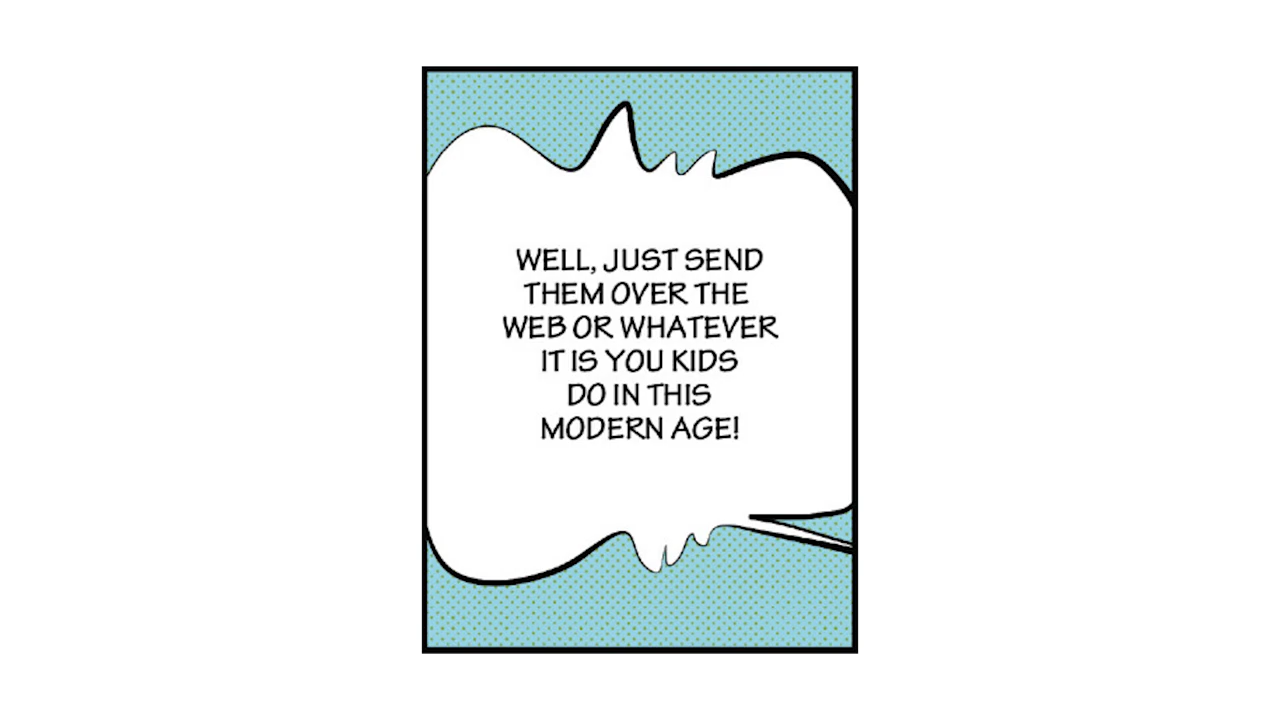 WELL, JUST SEND
THEM OVER THE
WEB OR WHATEVER
IT IS YOU KIDS
DO IN THIS
MODERN AGE!